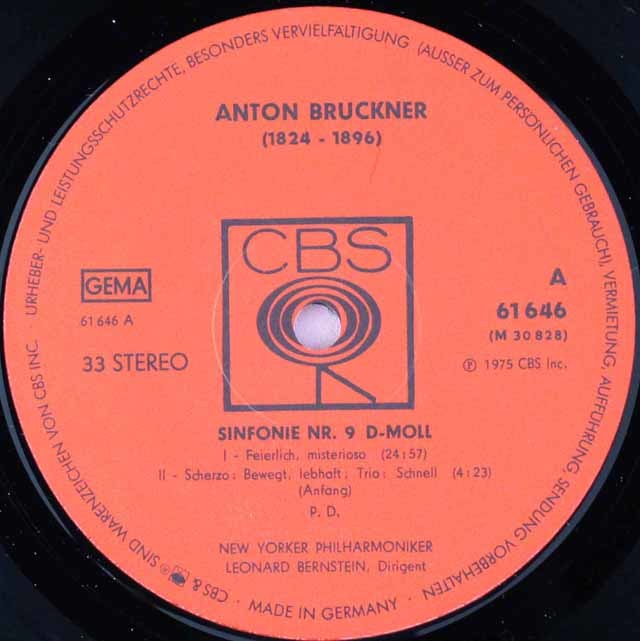 URHEBER- UND LEISTUNGSSCHUTZRECHTE, BESONDERS VERVIELFÄLTIGUNG (AUSSER ZUM PERSÖNLICHEN GEBRAUCH), VERMIETUNG, AUFFÜHRUNG, SENDUNG VORBEHALTEN
ANTON BRUCKNER
(1824 - 1896)
CBS
GEMA
61 646 A
33 STEREO
A
61 646
(M 30 828)
Ⓟ 1975 CBS Inc.
SINFONIE NR. 9 D-MOLL
I - Feierlich, misterioso (24:57)
II - Scherzo: Bewegt, lebhaft; Trio: Schnell (4:23)
(Anfang)
P. D.
NEW YORKER PHILHARMONIKER
LEONARD BERNSTEIN, Dirigent
CBS & SIND WARENZEICHEN VON CBS INC. ·
· MADE IN GERMANY ·